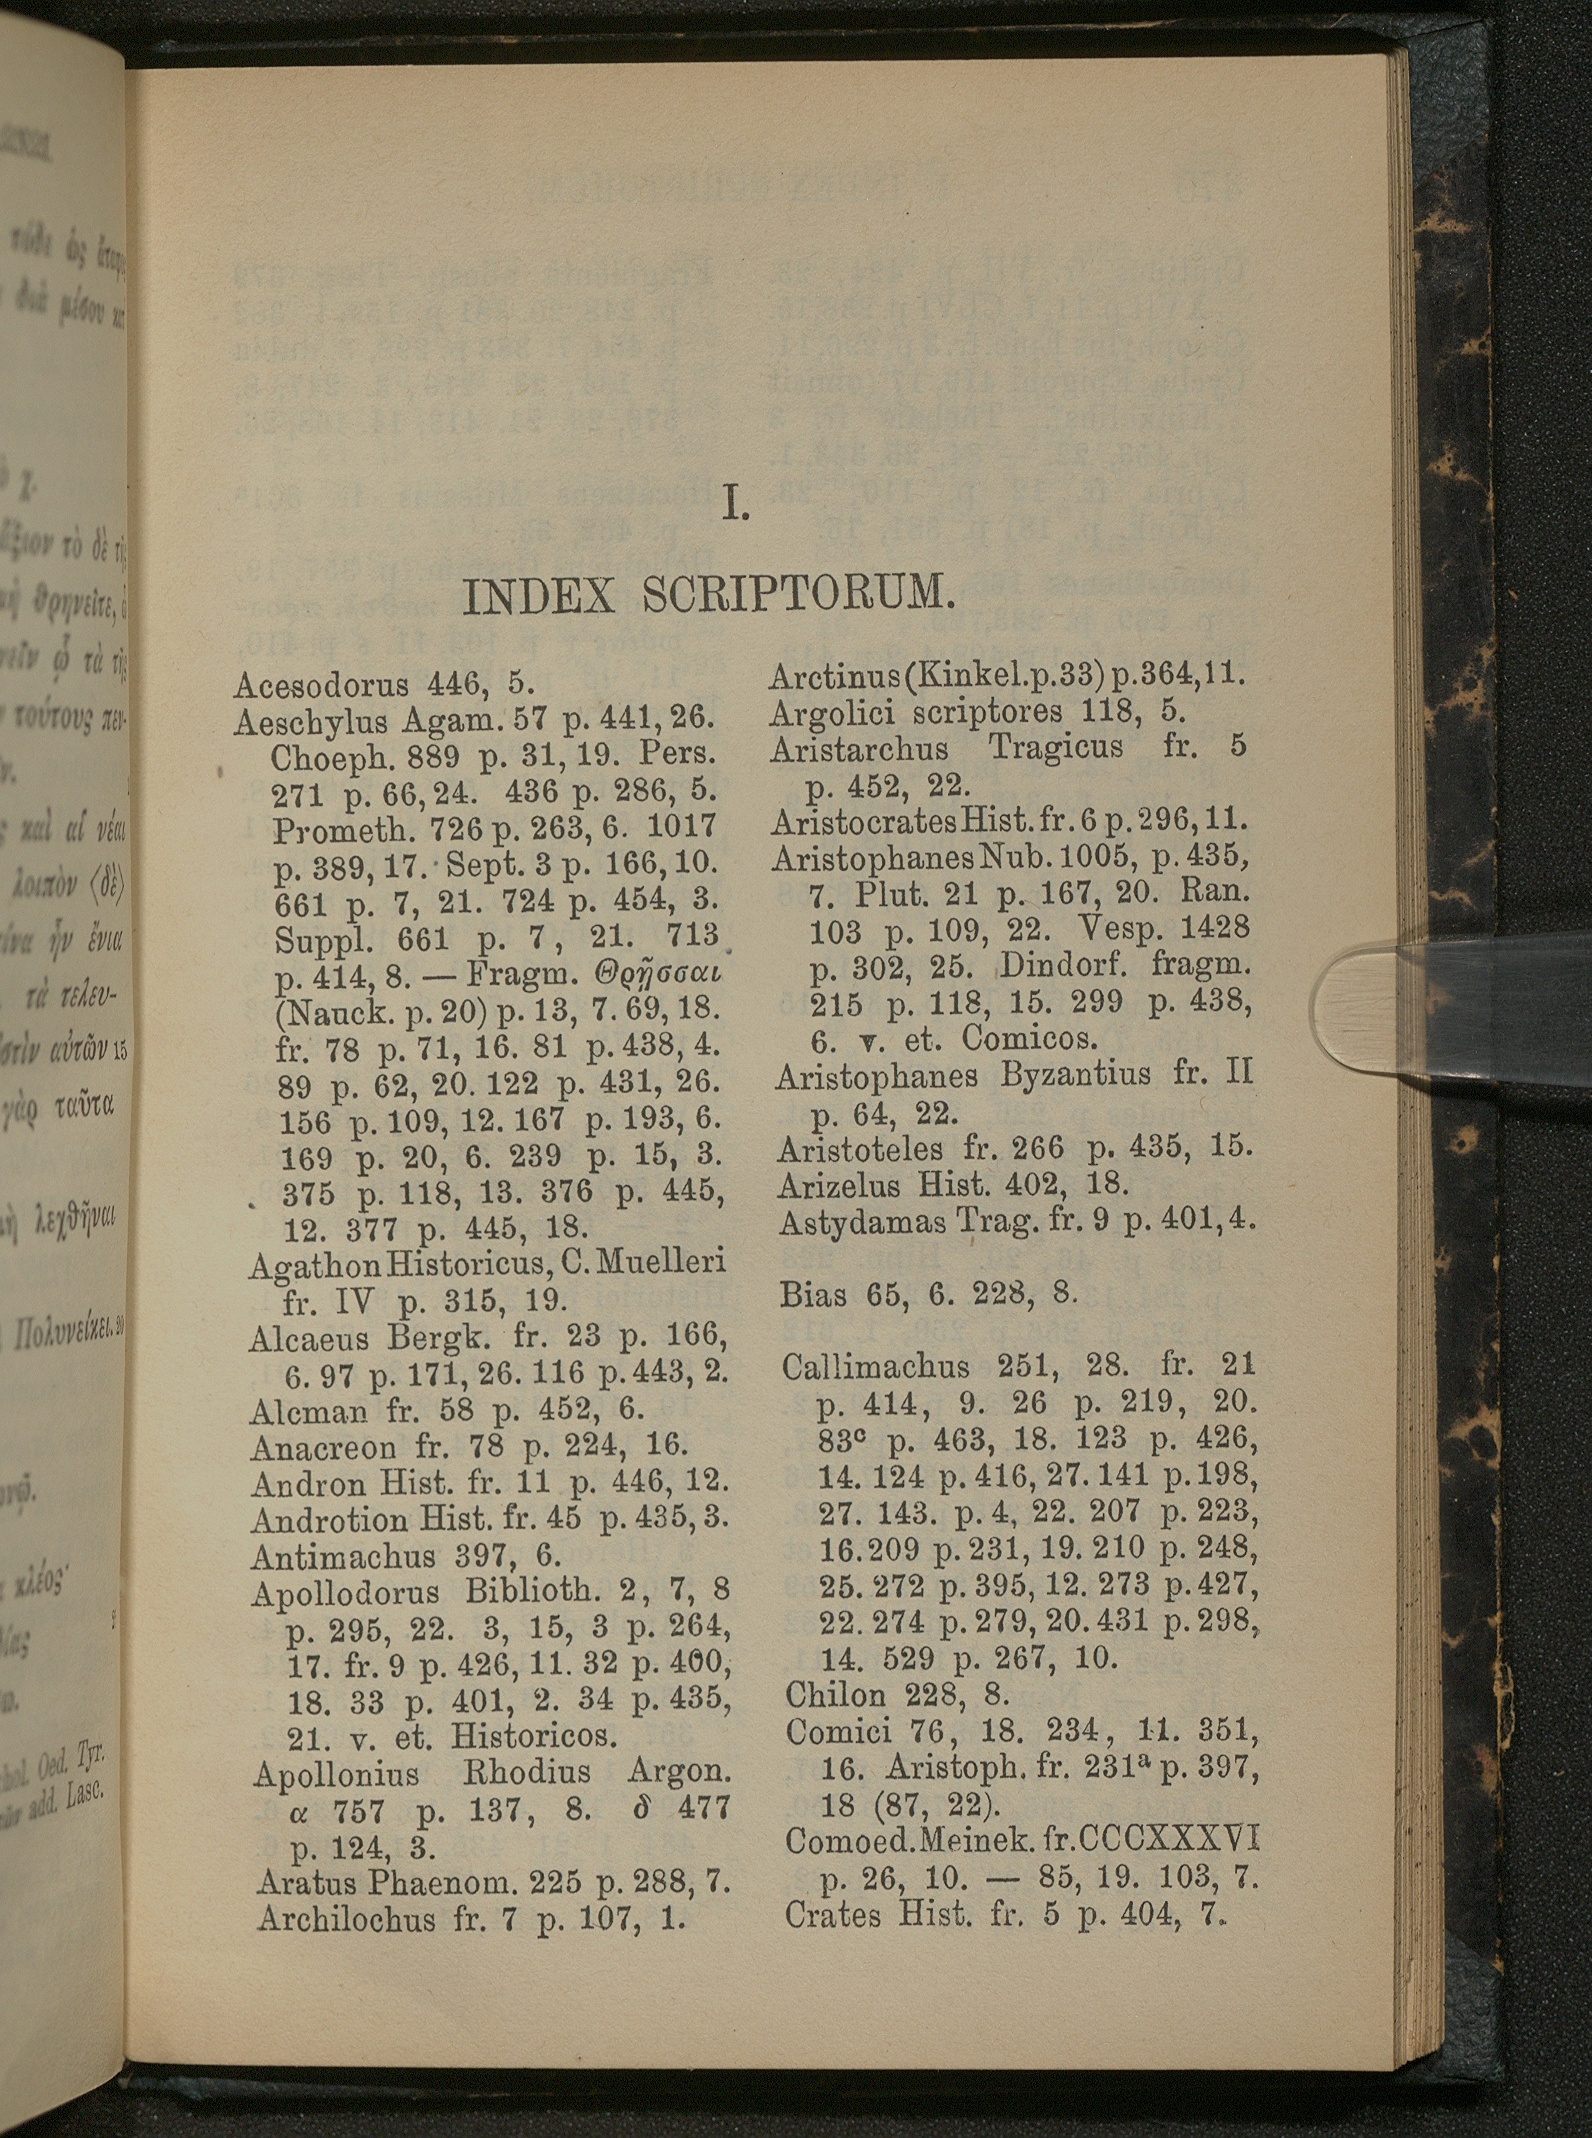 I.
INDEX SCRIPTORUM.
Acesodorus 446, 5.
Aeschylus Agam. 57 p. 441, 26.
Choeph. 889 p. 31, 19. Pers.
271 p. 66, 24. 436 p. 286, 5.
Prometh. 726 p. 263, 6. 1017
p. 389, 17. Sept. 3 p. 166, 10.
661 p. 7, 21. 724 p. 454, 3.
Suppl. 661 p. 7, 21. 713
p. 414, 8. — Fragm. Θρῇσσαι
(Nauck. p. 20) p. 13, 7. 69, 18.
fr. 78 p. 71, 16. 81 p. 438, 4.
89 p. 62, 20. 122 p. 431, 26.
156 p. 109, 12. 167 p. 193, 6.
169 p. 20, 6. 239 p. 15, 3.
375 p. 118, 13. 376 p. 445,
12. 377 p. 445, 18.
Agathon Historicus, C. Muelleri
fr. IV p. 315, 19.
Alcaeus Bergk. fr. 23 p. 166,
6. 97 p. 171, 26. 116 p. 443, 2.
Alcman fr. 58 p. 452, 6.
Anacreon fr. 78 p. 224, 16.
Andron Hist. fr. 11 p. 446, 12.
Androtion Hist. fr. 45 p. 435, 3.
Antimachus 397, 6.
Apollodorus Biblioth. 2, 7, 8
p. 295, 22. 3, 15, 3 p. 264,
17. fr. 9 p. 426, 11. 32 p. 400,
18. 33 p. 401, 2. 34 p. 435,
21. v. et. Historicos.
Apollonius Rhodius Argon.
α 757 p. 137, 8. δ 477
p. 124, 3.
Aratus Phaenom. 225 p. 288, 7.
Archilochus fr. 7 p. 107, 1.
Arctinus (Kinkel. p. 33) p. 364, 11.
Argolici scriptores 118, 5.
Aristarchus Tragicus fr. 5
p. 452, 22.
Aristocrates Hist. fr. 6 p. 296, 11.
Aristophanes Nub. 1005, p. 435,
7. Plut. 21 p. 167, 20. Ran.
103 p. 109, 22. Vesp. 1428
p. 302, 25. Dindorf. fragm.
215 p. 118, 15. 299 p. 438,
6. v. et. Comicos.
Aristophanes Byzantius fr. II
p. 64, 22.
Aristoteles fr. 266 p. 435, 15.
Arizelus Hist. 402, 18.
Astydamas Trag. fr. 9 p. 401, 4.
Bias 65, 6. 228, 8.
Callimachus 251, 28. fr. 21
p. 414, 9. 26 p. 219, 20.
83ᶜ p. 463, 18. 123 p. 426,
14. 124 p. 416, 27. 141 p. 198,
27. 143. p. 4, 22. 207 p. 223,
16. 209 p. 231, 19. 210 p. 248,
25. 272 p. 395, 12. 273 p. 427,
22. 274 p. 279, 20. 431 p. 298,
14. 529 p. 267, 10.
Chilon 228, 8.
Comici 76, 18. 234, 11. 351,
16. Aristoph. fr. 231ᵃ p. 397,
18 (87, 22).
Comoed. Meinek. fr. CCCXXXVI
p. 26, 10. — 85, 19. 103, 7.
Crates Hist. fr. 5 p. 404, 7.